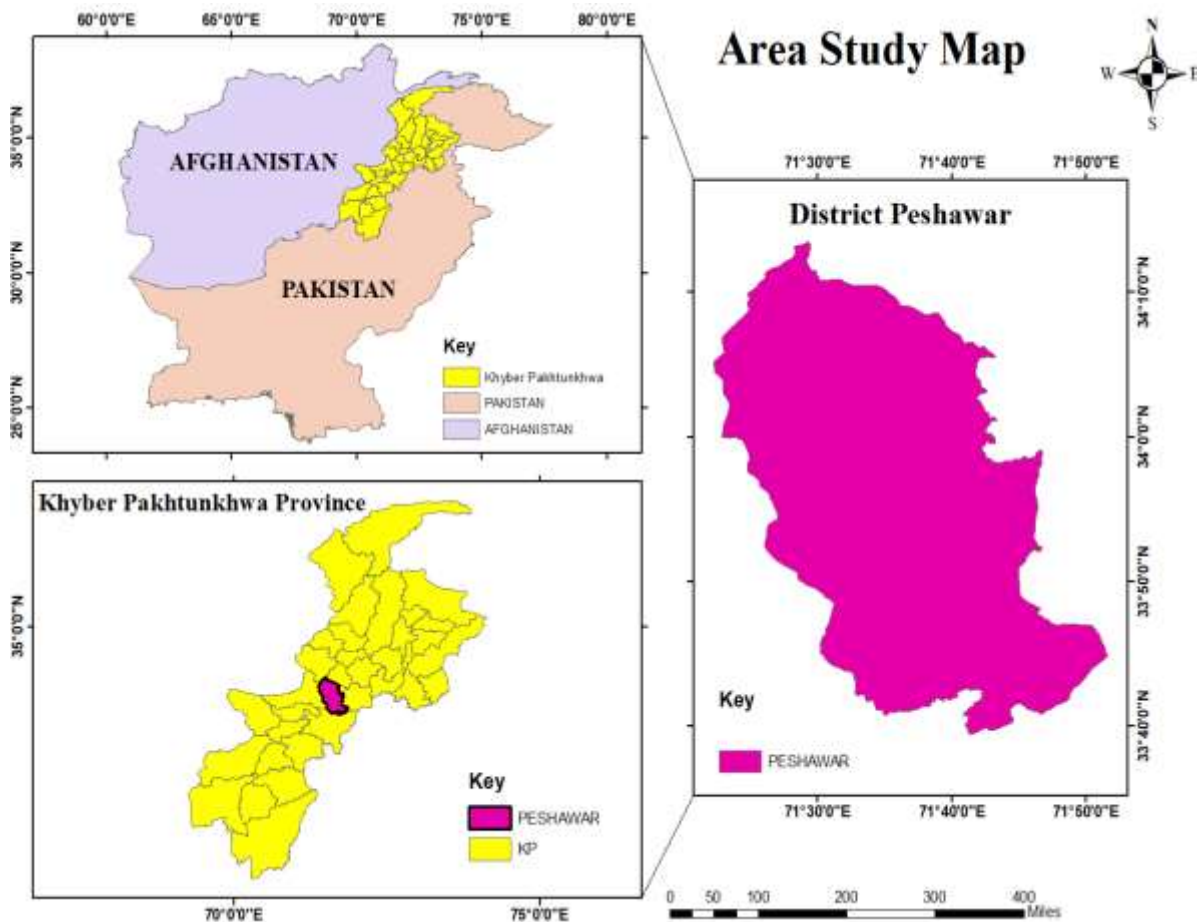 60°0'0"E 65°0'0"E 70°0'0"E 75°0'0"E 80°0'0"E
Area Study Map
N
W E
S
35°0'0"N
30°0'0"N
25°0'0"N
AFGHANISTAN
PAKISTAN
Key
Khyber Pakhtunkhwa
PAKISTAN
AFGHANISTAN
71°30'0"E 71°40'0"E 71°50'0"E
District Peshawar
34°10'0"N
34°0'0"N
33°50'0"N
33°40'0"N
Key
PESHAWAR
71°30'0"E 71°40'0"E 71°50'0"E
Khyber Pakhtunkhwa Province
35°0'0"N
Key
PESHAWAR
KP
70°0'0"E 75°0'0"E
0 50 100 200 300 400
Miles